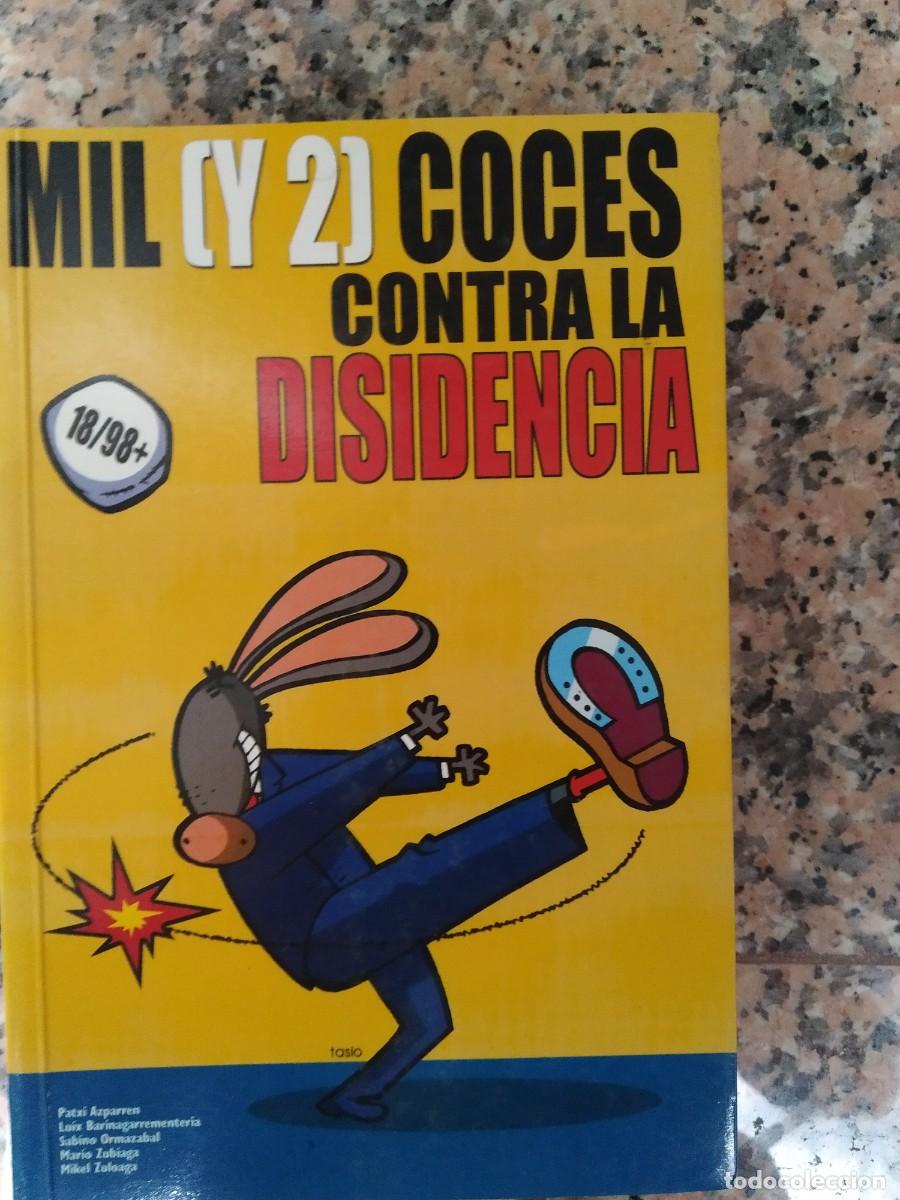 MIL (Y 2) COCES
CONTRA LA
DISIDENCIA
18/98+
tasio
Patxi Azparren
Luix Barinagarrementeria
Sabino Ormazabal
Mario Zubiaga
Mikel Zuloaga
todocoleccion